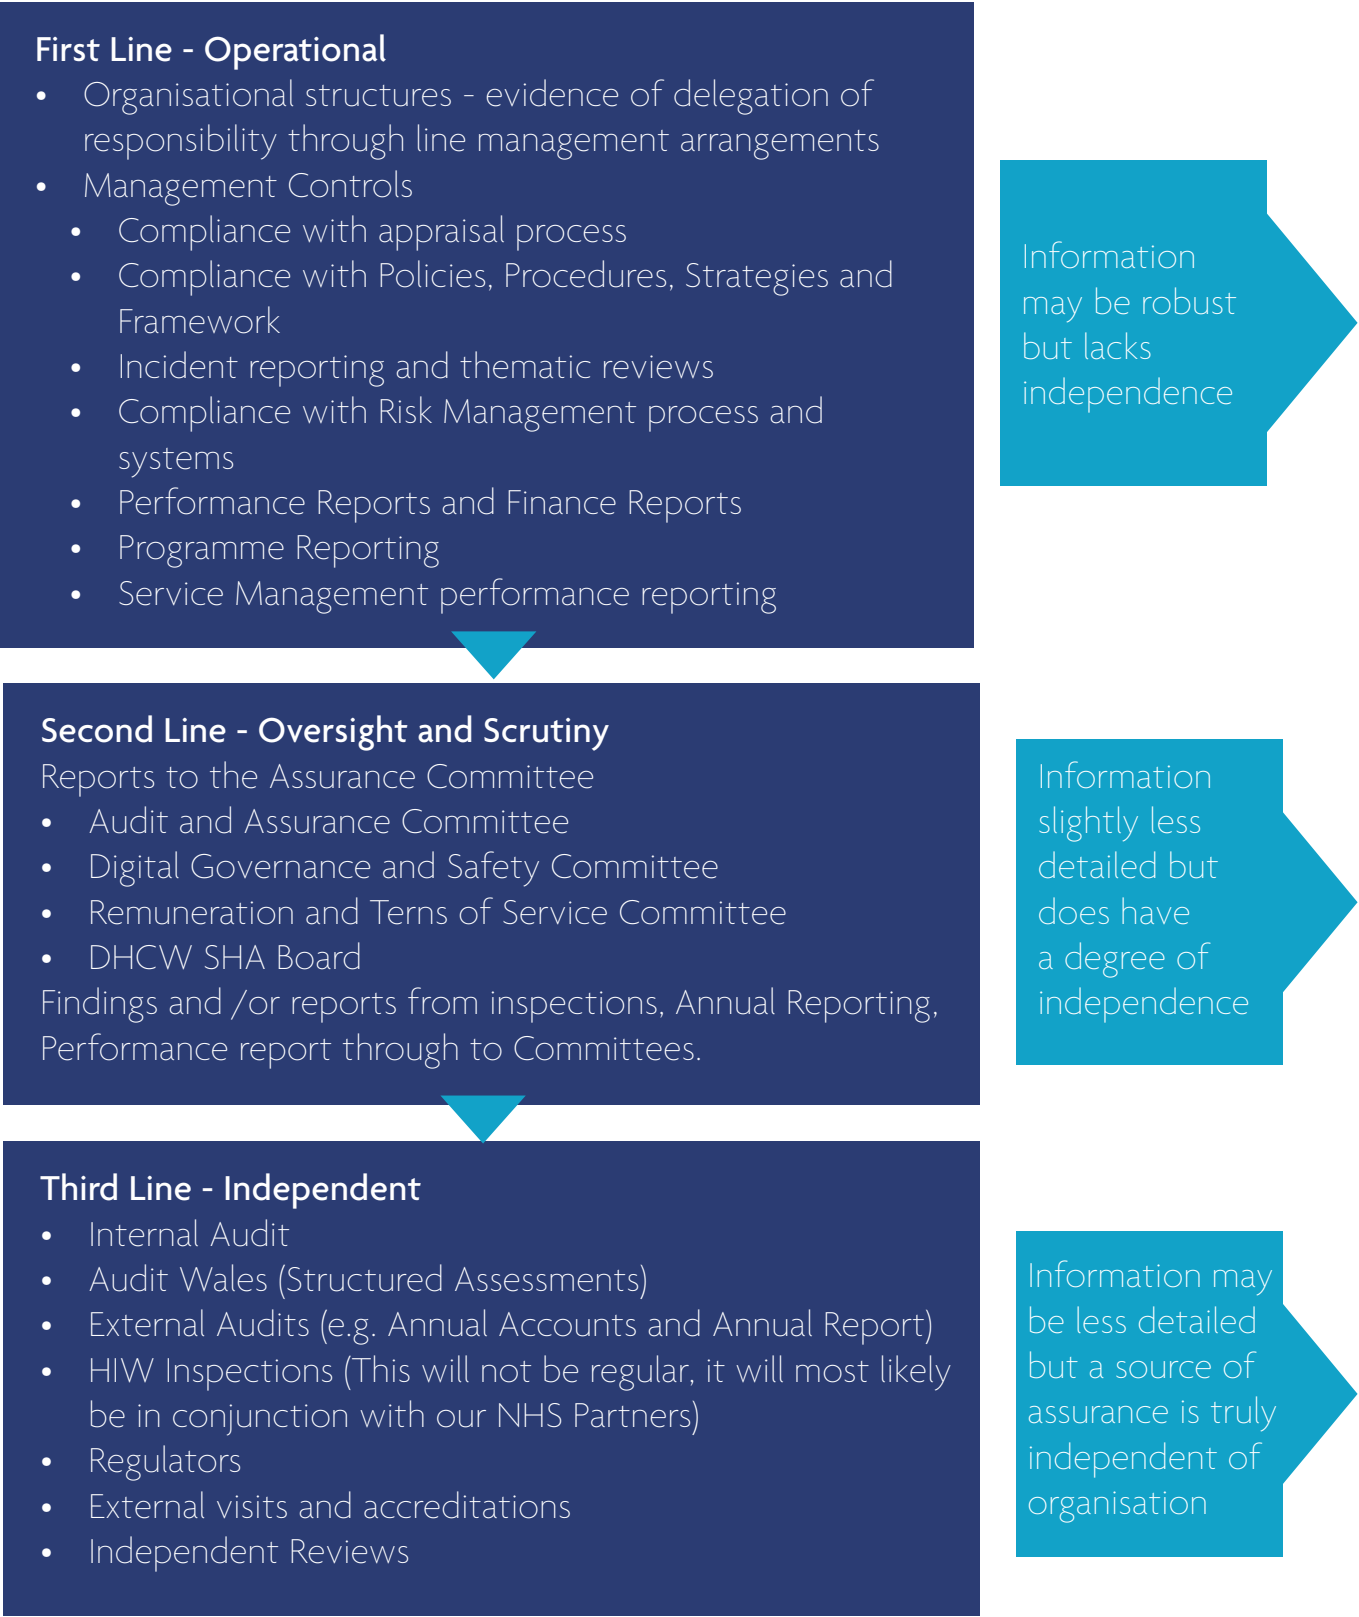 First Line - Operational
• Organisational structures - evidence of delegation of
responsibility through line management arrangements
• Management Controls
• Compliance with appraisal process
• Compliance with Policies, Procedures, Strategies and
Framework
• Incident reporting and thematic reviews
• Compliance with Risk Management process and
systems
• Performance Reports and Finance Reports
• Programme Reporting
• Service Management performance reporting
Information
may be robust
but lacks
independence
Second Line - Oversight and Scrutiny
Reports to the Assurance Committee
• Audit and Assurance Committee
• Digital Governance and Safety Committee
• Remuneration and Terns of Service Committee
• DHCW SHA Board
Findings and /or reports from inspections, Annual Reporting,
Performance report through to Committees.
Information
slightly less
detailed but
does have
a degree of
independence
Third Line - Independent
• Internal Audit
• Audit Wales (Structured Assessments)
• External Audits (e.g. Annual Accounts and Annual Report)
• HIW Inspections (This will not be regular, it will most likely
be in conjunction with our NHS Partners)
• Regulators
• External visits and accreditations
• Independent Reviews
Information may
be less detailed
but a source of
assurance is truly
independent of
organisation